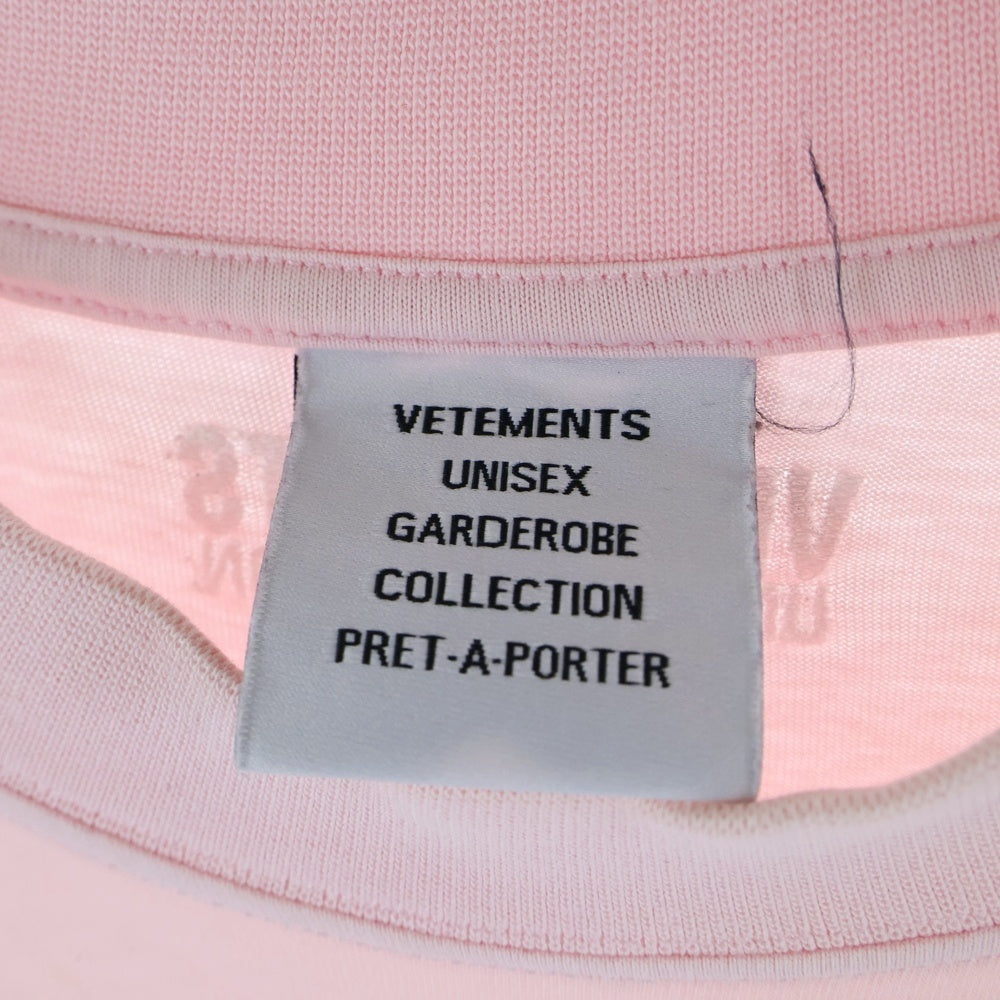 VETEMENTS
UNISEX
GARDEROBE
COLLECTION
PRET-A-PORTER